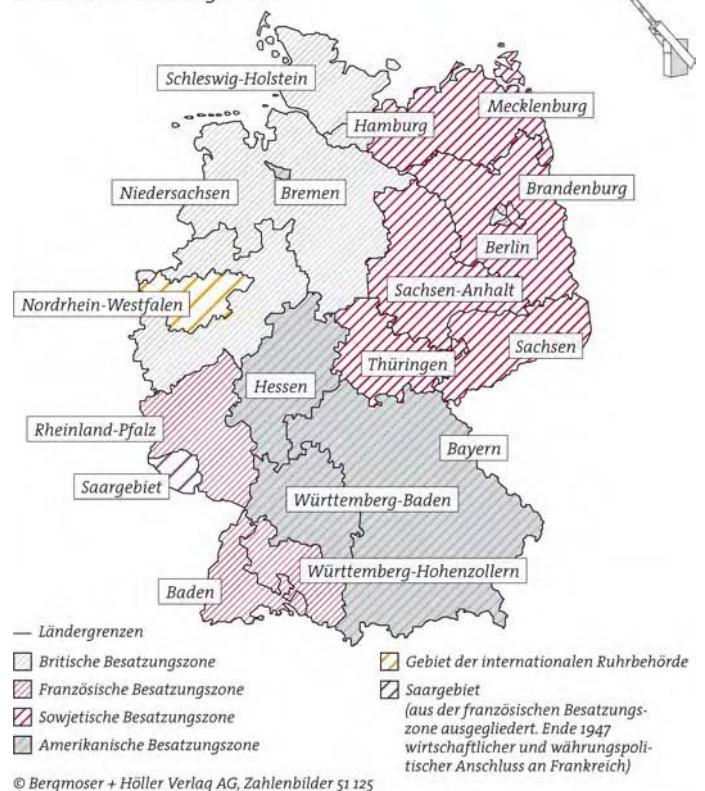 Schleswig-Holstein
Mecklenburg
Hamburg
Niedersachsen
Bremen
Brandenburg
Berlin
Nordrhein-Westfalen
Sachsen-Anhalt
Sachsen
Thüringen
Hessen
Rheinland-Pfalz
Bayern
Saargebiet
Württemberg-Baden
Württemberg-Hohenzollern
Baden
Ländergrenzen
Britische Besatzungszone
Französische Besatzungszone
Sowjetische Besatzungszone
Amerikanische Besatzungszone
Gebiet der internationalen Ruhrbehörde
Saargebiet
(aus der französischen Besatzungs-
zone ausgegliedert. Ende 1947
wirtschaftlicher und währungspoli-
tischer Anschluss an Frankreich)
© Bergmoser + Höller Verlag AG, Zahlenbilder 51 125